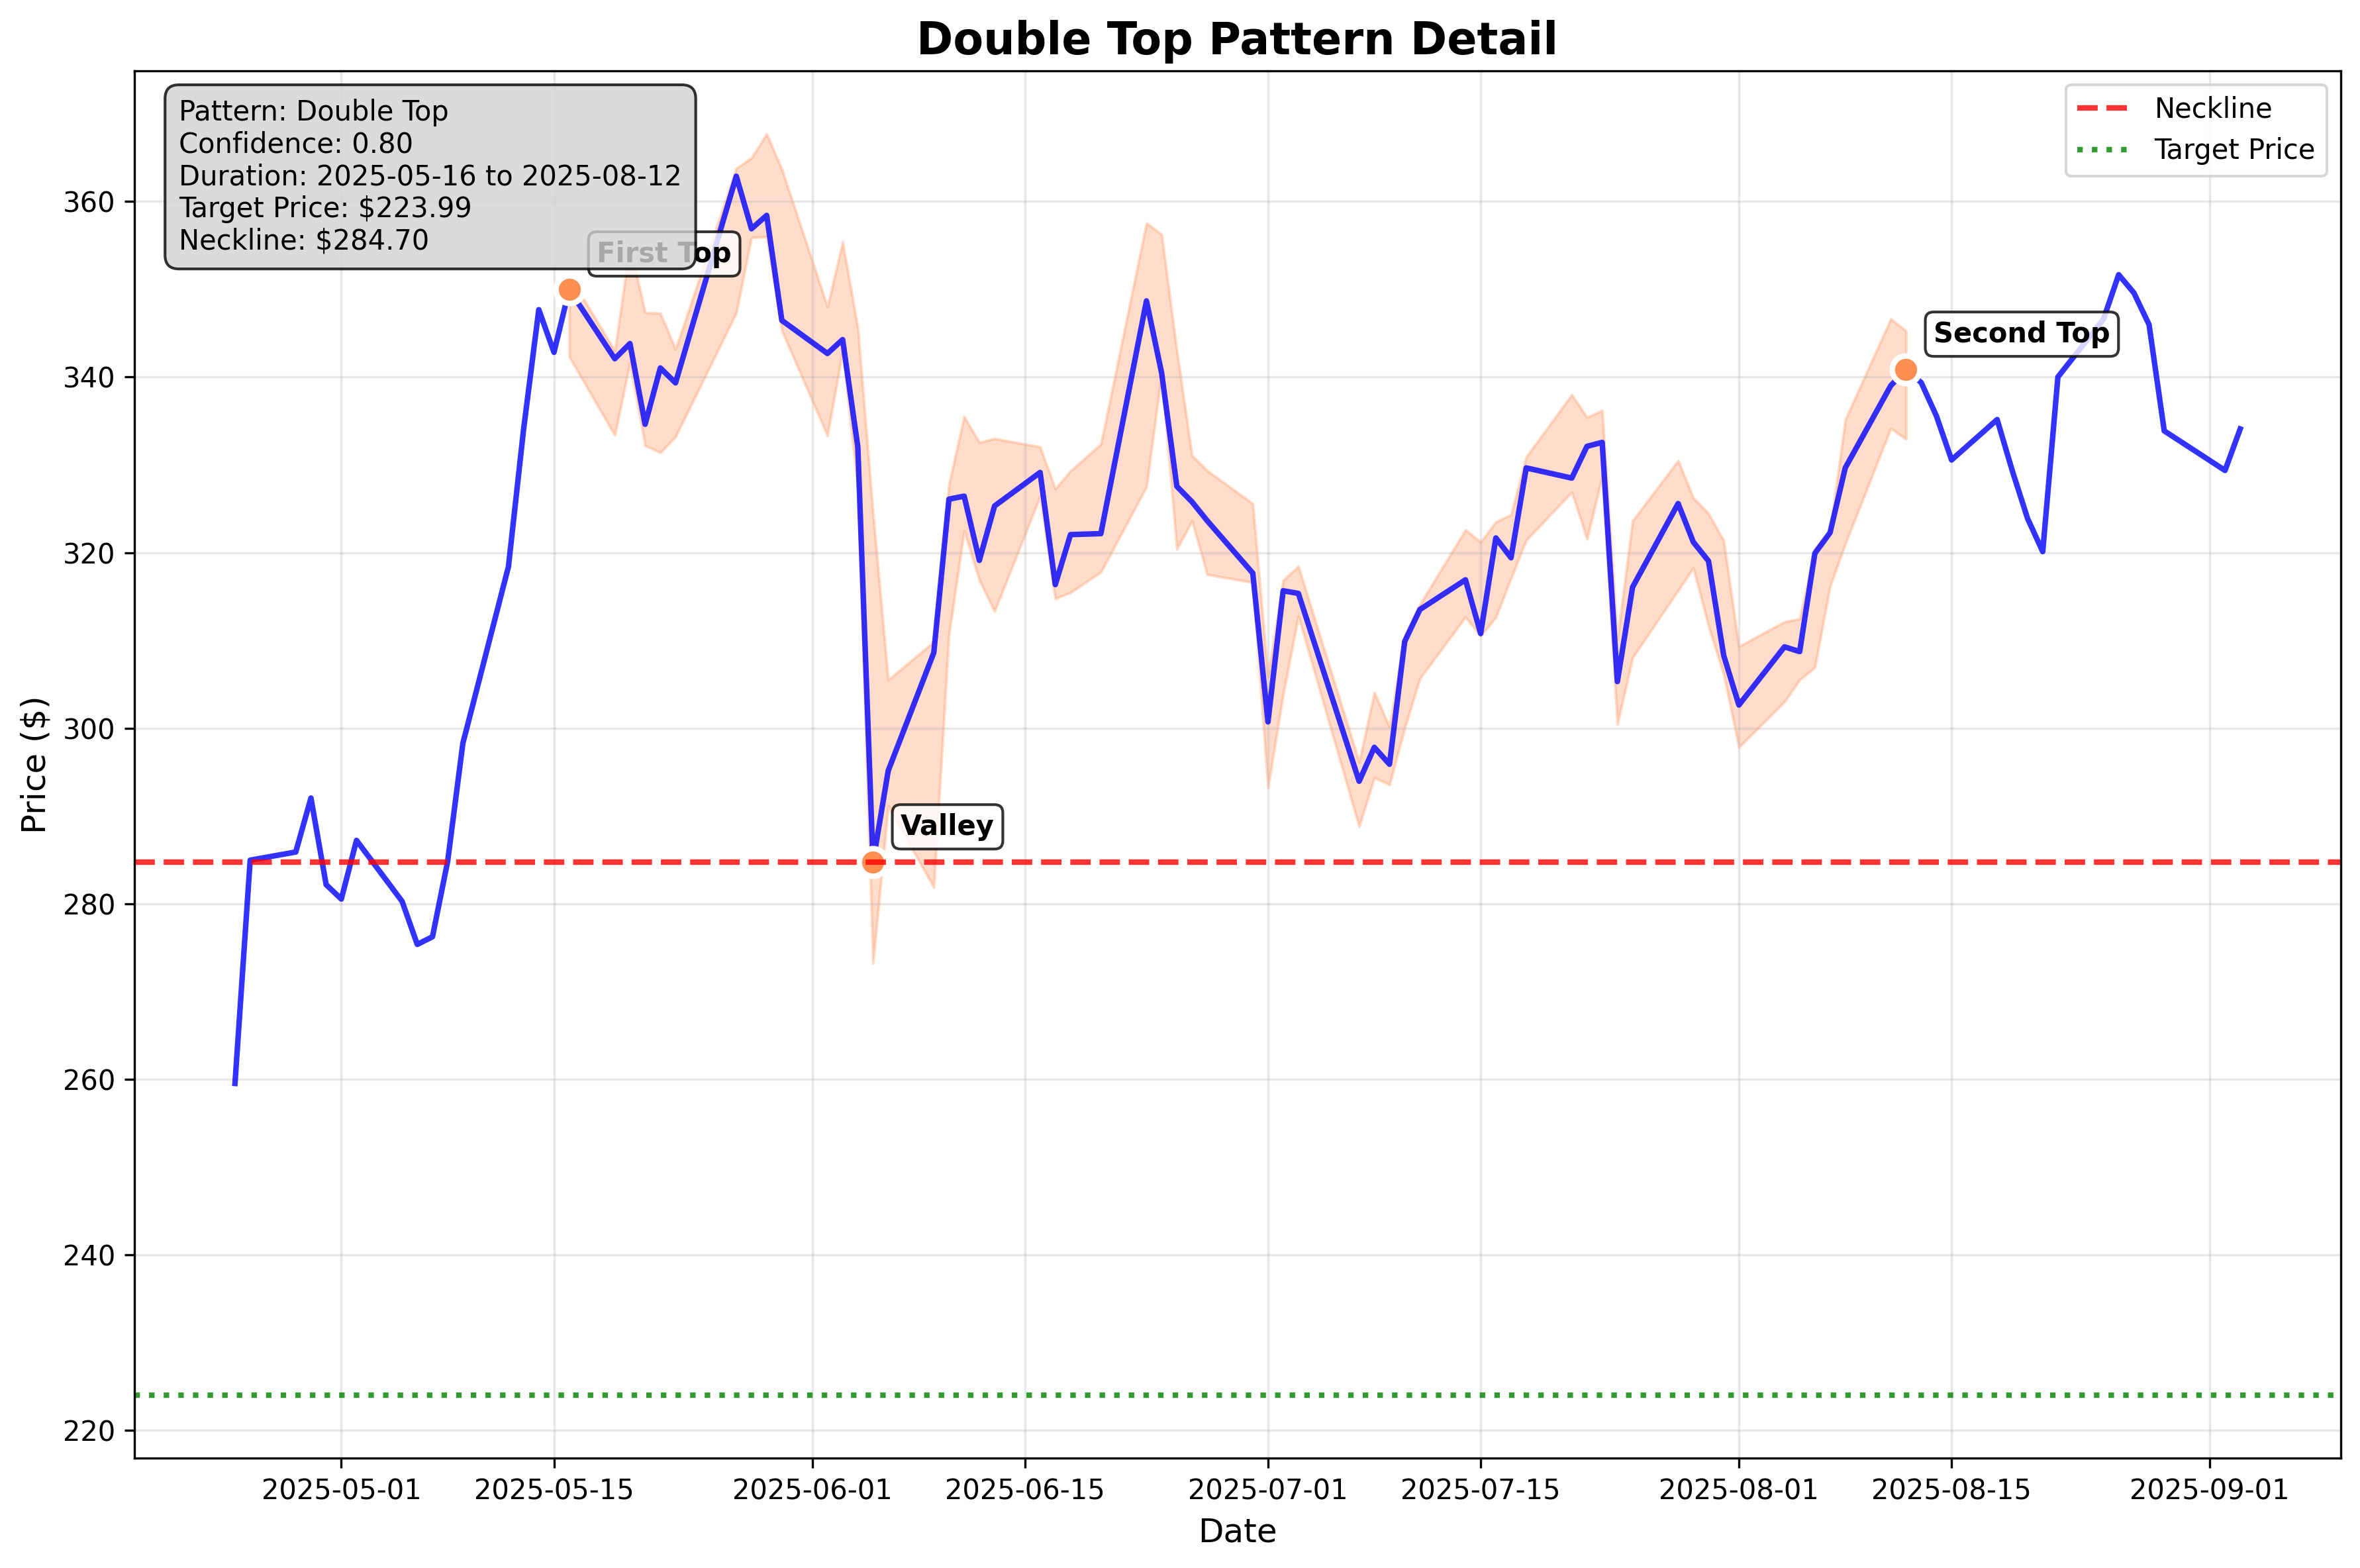 Double Top Pattern Detail
Pattern: Double Top
Confidence: 0.80
Duration: 2025-05-16 to 2025-08-12
Target Price: $223.99
Neckline: $284.70
Neckline
Target Price
First Top
Second Top
Valley
Price ($)
360
340
320
300
280
260
240
220
2025-05-01
2025-05-15
2025-06-01
2025-06-15
2025-07-01
2025-07-15
2025-08-01
2025-08-15
2025-09-01
Date